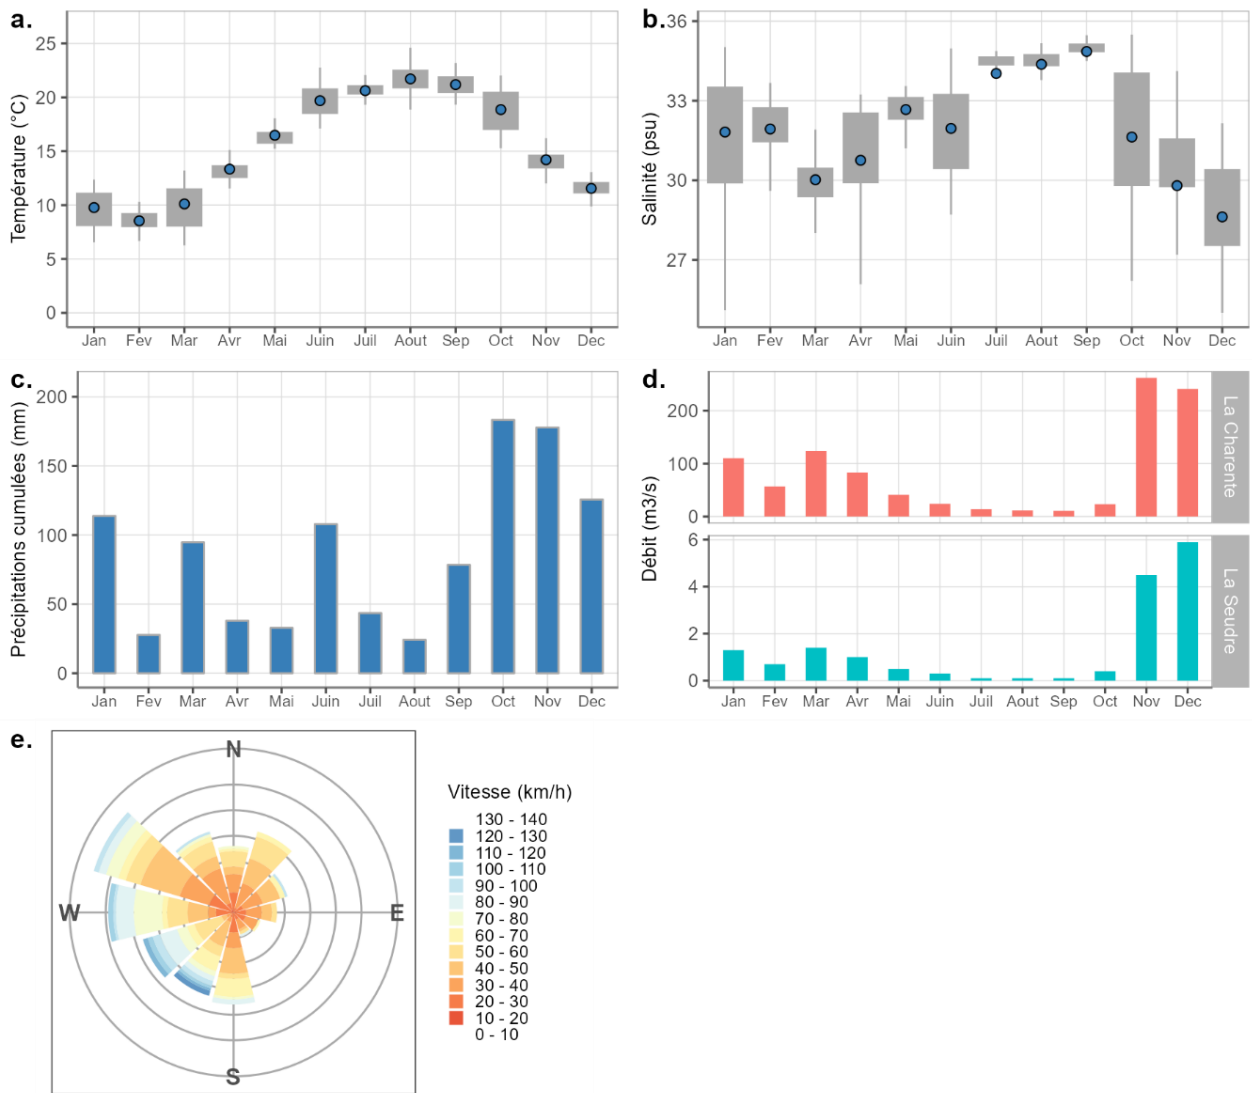 a.
Température (°C)
25
20
15
10
5
0
Jan Fev Mar Avr Mai Juin Juil Aout Sep Oct Nov Dec
b.
Salinité (psu)
36
33
30
27
Jan Fev Mar Avr Mai Juin Juil Aout Sep Oct Nov Dec
c.
Précipitations cumulées (mm)
200
150
100
50
0
Jan Fev Mar Avr Mai Juin Juil Aout Sep Oct Nov Dec
d.
Débit (m3/s)
200
100
0
La Charente
6
4
2
0
La Seudre
Jan Fev Mar Avr Mai Juin Juil Aout Sep Oct Nov Dec
e.
N
W
E
S
Vitesse (km/h)
130 - 140
120 - 130
110 - 120
100 - 110
90 - 100
80 - 90
70 - 80
60 - 70
50 - 60
40 - 50
30 - 40
20 - 30
10 - 20
0 - 10